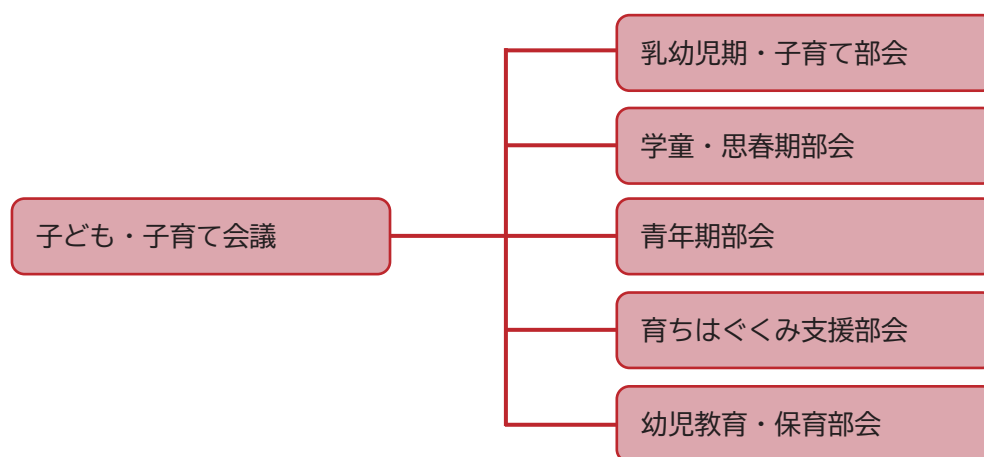 乳幼児期・子育て部会
学童・思春期部会
子ども・子育て会議
青年期部会
育ちはぐくみ支援部会
幼児教育・保育部会